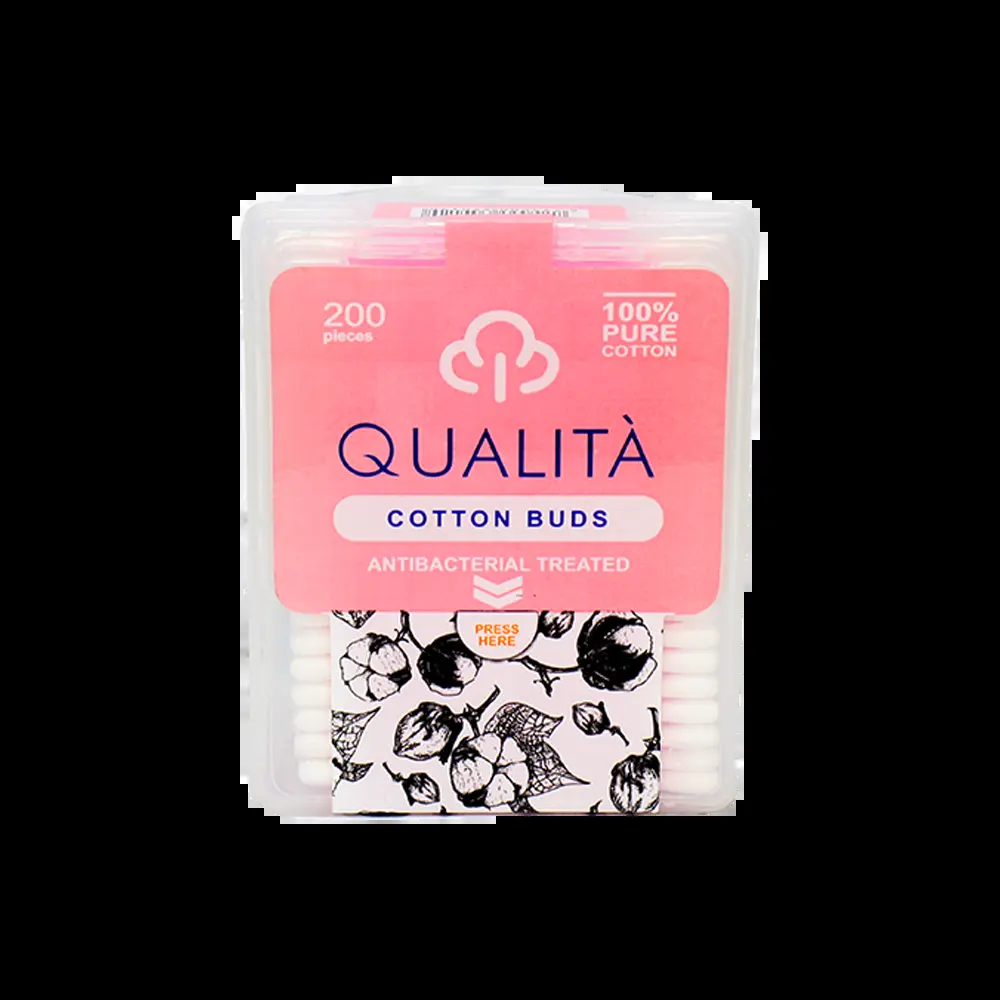 200
pieces
100%
PURE
COTTON
QUALITÀ
COTTON BUDS
ANTIBACTERIAL TREATED
PRESS
HERE